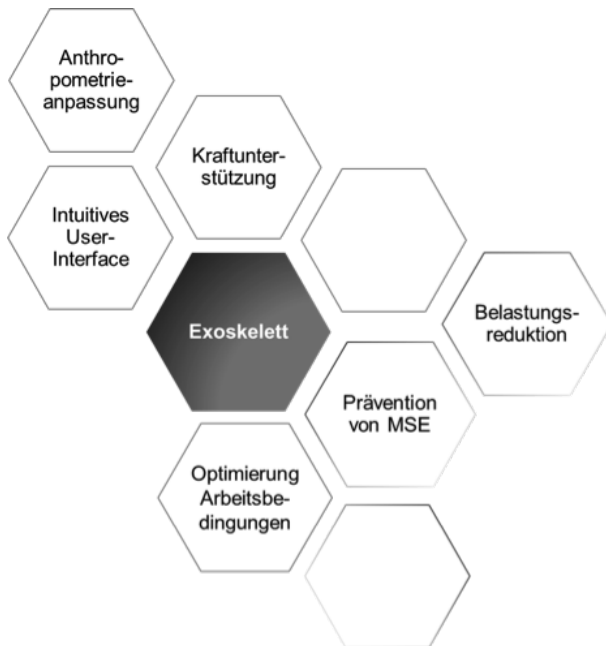 Anthro-
pometrie-
anpassung
Kraftunter-
stützung
Intuitives
User-
Interface
Exoskelett
Belastungs-
reduktion
Prävention
von MSE
Optimierung
Arbeitsbe-
dingungen